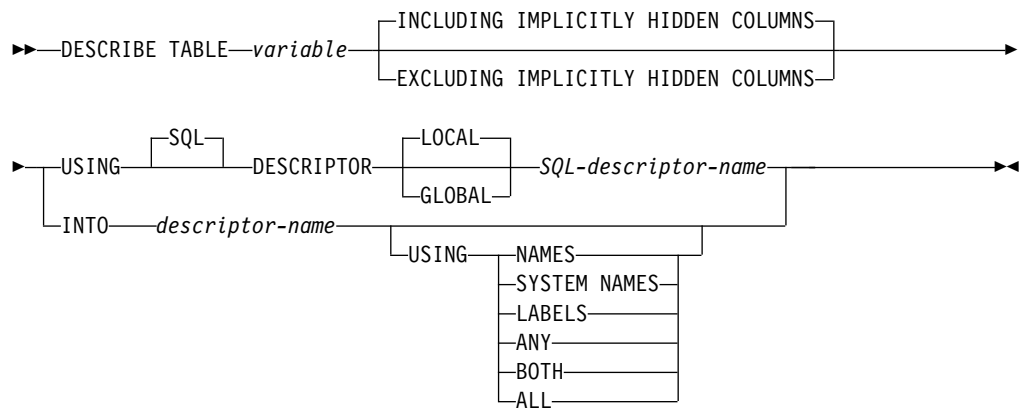 INCLUDING IMPLICITLY HIDDEN COLUMNS
DESCRIBE TABLE variable
EXCLUDING IMPLICITLY HIDDEN COLUMNS
SQL
LOCAL
USING DESCRIPTOR SQL-descriptor-name
GLOBAL
INTO descriptor-name
USING NAMES
SYSTEM NAMES
LABELS
ANY
BOTH
ALL